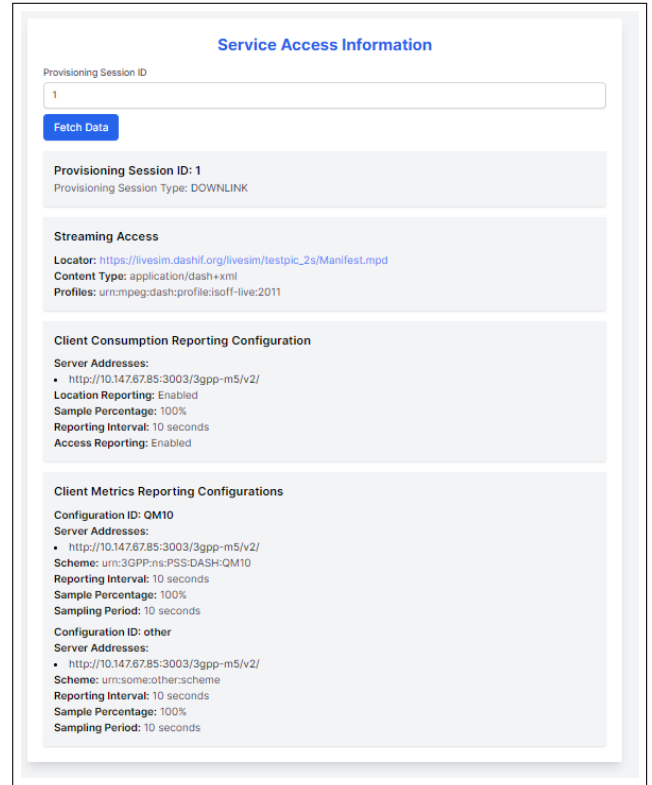 Service Access Information
Provisioning Session ID
1
Fetch Data
Provisioning Session ID: 1
Provisioning Session Type: DOWNLINK
Streaming Access
Locator: https://livesim.dashif.org/livesim/testpic_2s/Manifest.mpd
Content Type: application/dash+xml
Profiles: urn:mpeg:dash:profile:isoff-live:2011
Client Consumption Reporting Configuration
Server Addresses:
• http://10.147.67.85:3003/3gpp-m5/v2/
Location Reporting: Enabled
Sample Percentage: 100%
Reporting Interval: 10 seconds
Access Reporting: Enabled
Client Metrics Reporting Configurations
Configuration ID: QM10
Server Addresses:
• http://10.147.67.85:3003/3gpp-m5/v2/
Scheme: urn:3GPP:ns:PSS:DASH:QM10
Reporting Interval: 10 seconds
Sample Percentage: 100%
Sampling Period: 10 seconds
Configuration ID: other
Server Addresses:
• http://10.147.67.85:3003/3gpp-m5/v2/
Scheme: urn:some:other:scheme
Reporting Interval: 10 seconds
Sample Percentage: 100%
Sampling Period: 10 seconds